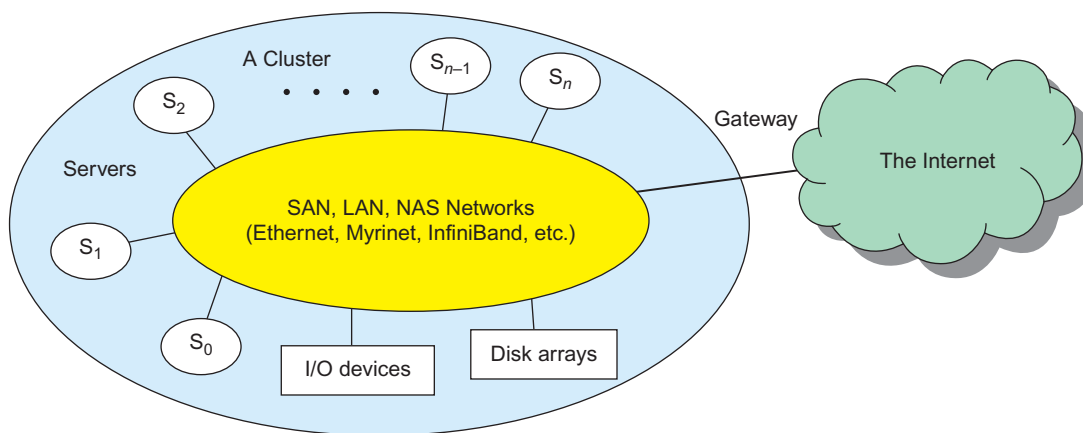 A Cluster
. . . .
S₂
Sₙ₋₁
Sₙ
Gateway
Servers
The Internet
SAN, LAN, NAS Networks
(Ethernet, Myrinet, InfiniBand, etc.)
S₁
S₀
I/O devices
Disk arrays